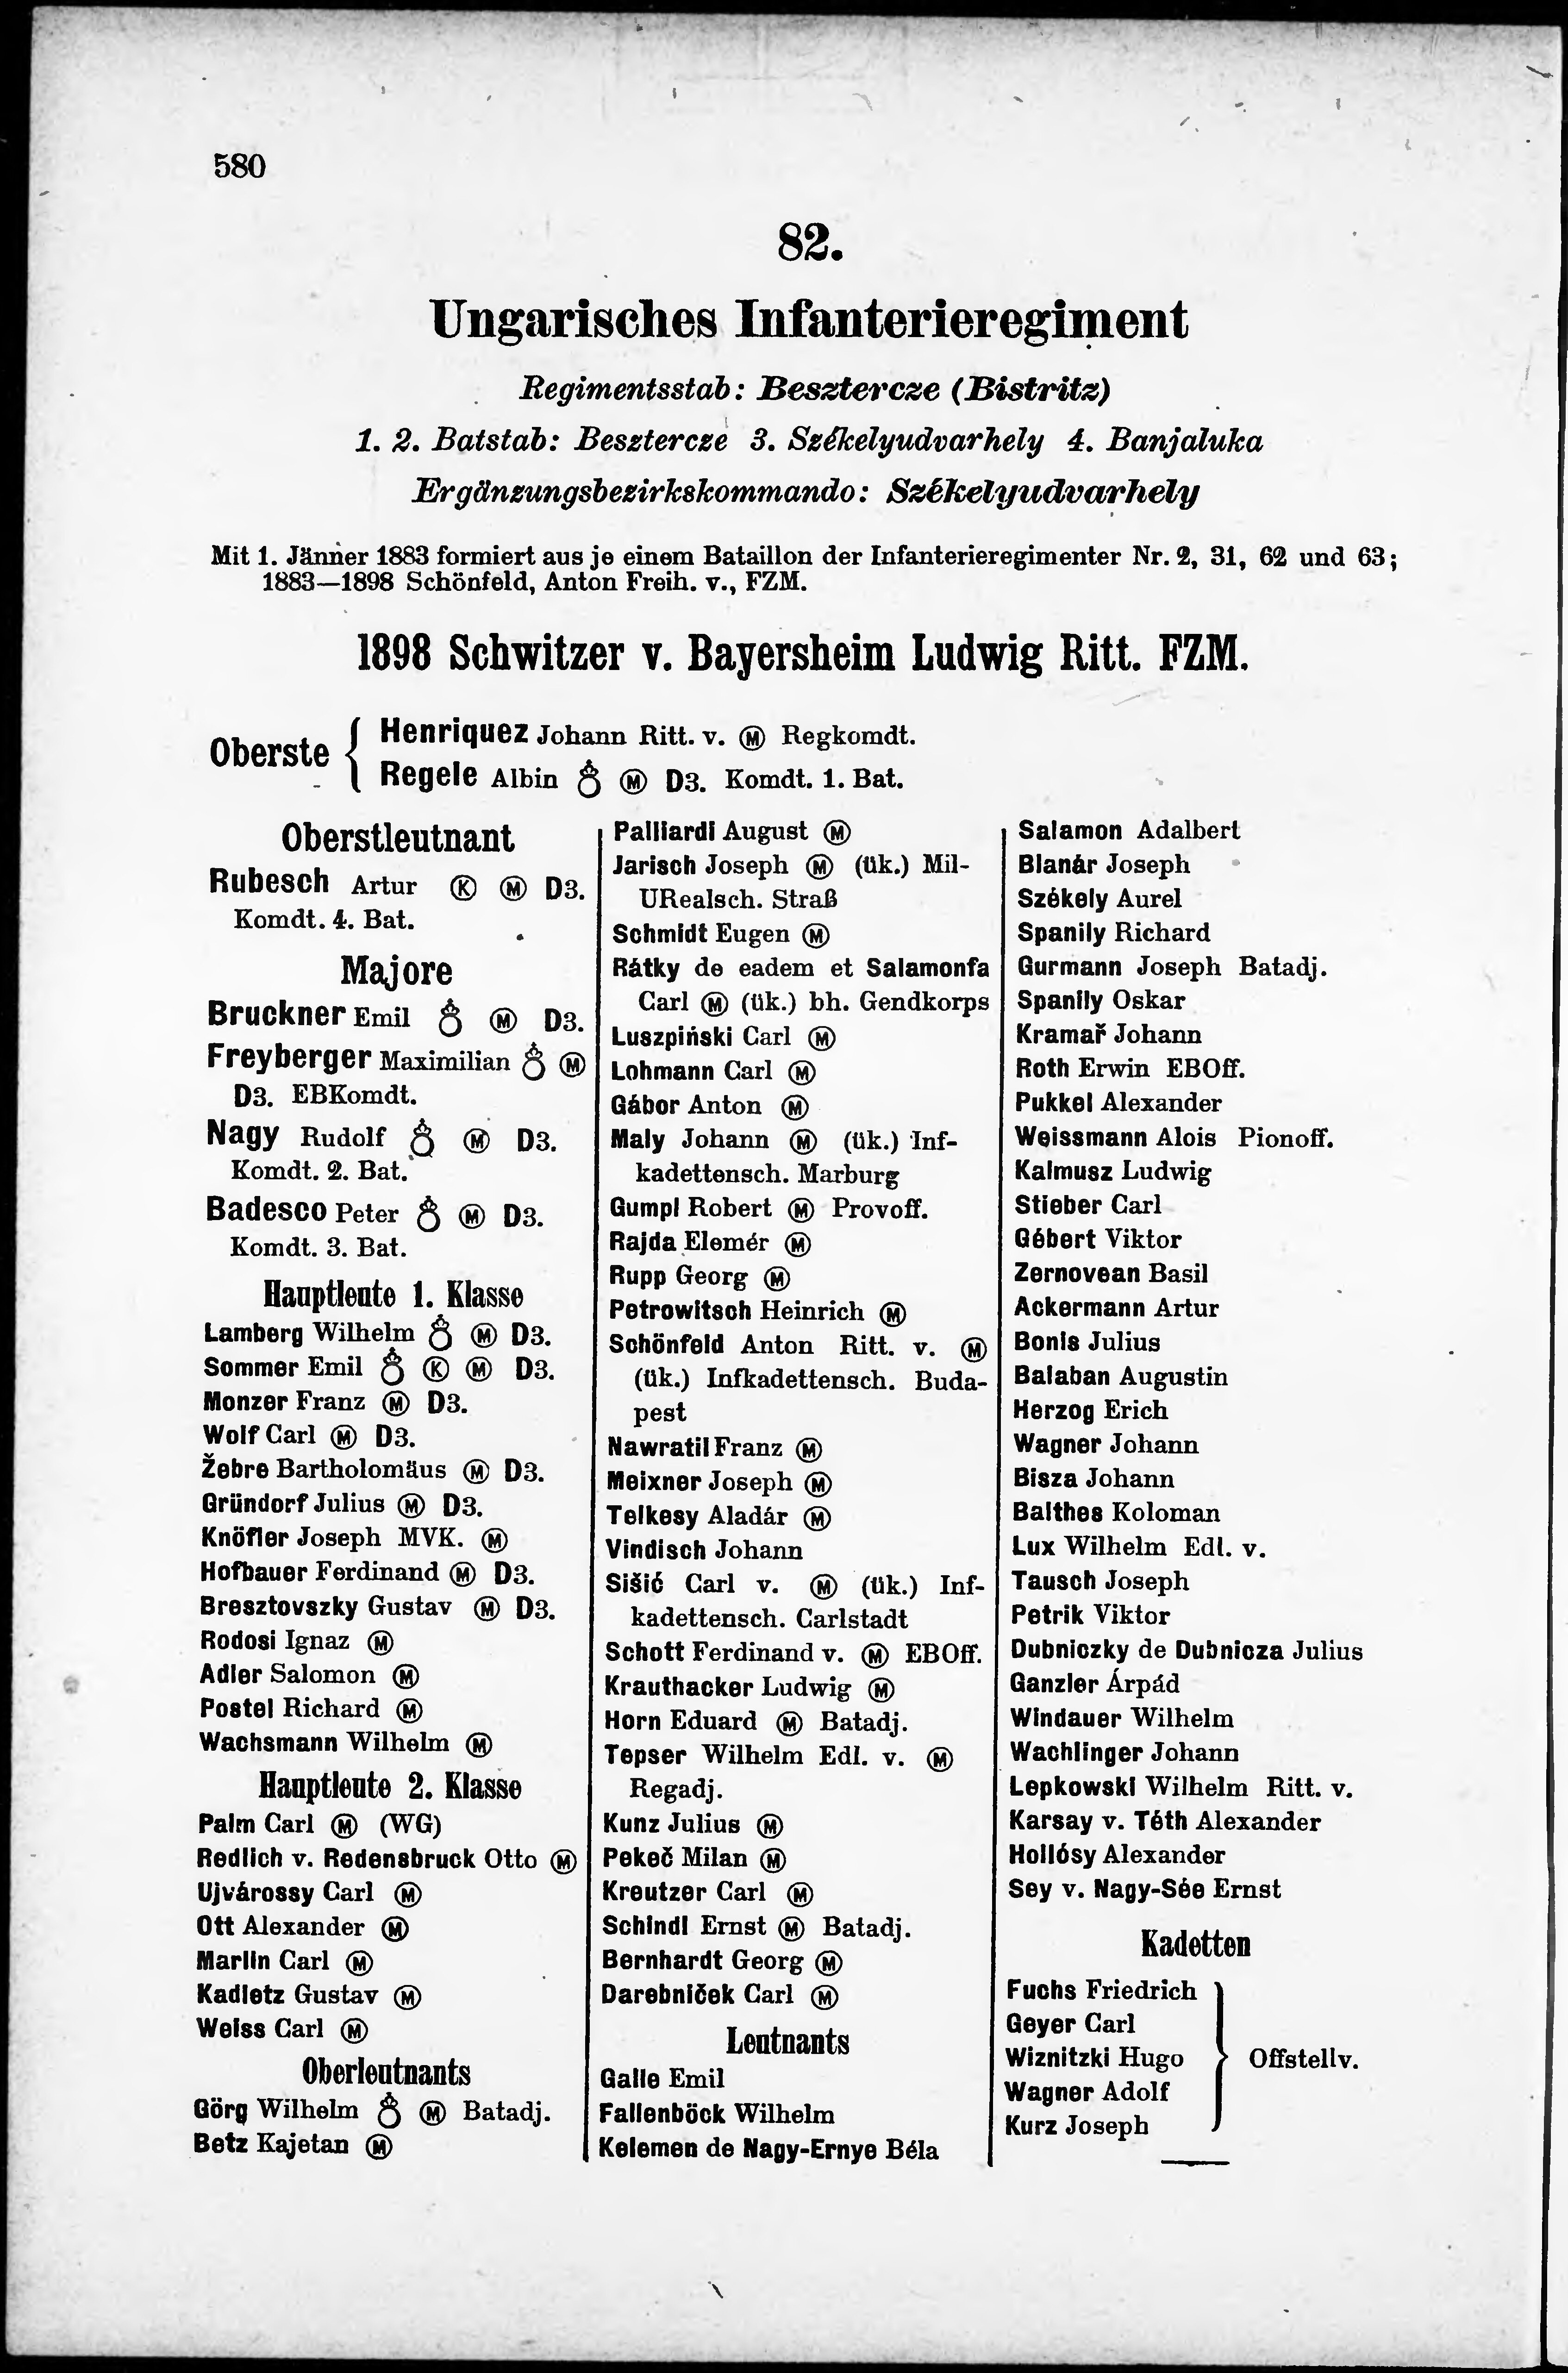 580
82.
Ungarisches Infanterieregiment
Regimentsstab: Besztercze (Bistritz)
1. 2. Batstab: Besztercze 3. Székelyudvarhely 4. Banjaluka
Ergänzungsbezirkskommando: Székelyudvarhely
Mit 1. Jänner 1883 formiert aus je einem Bataillon der Infanterieregimenter Nr. 2, 31, 62 und 63;
1883—1898 Schönfeld, Anton Freih. v., FZM.
1898 Schwitzer v. Bayersheim Ludwig Ritt. FZM.
Oberste
Henriquez Johann Ritt. v. Ⓜ Regkomdt.
Regele Albin Ⓜ D3. Komdt. 1. Bat.
Oberstleutnant
Rubesch Artur Ⓚ Ⓜ D3.
Komdt. 4. Bat.
Majore
Bruckner Emil Ⓜ D3.
Freyberger Maximilian Ⓜ
D3. EBKomdt.
Nagy Rudolf Ⓜ D3.
Komdt. 2. Bat.
Badesco Peter Ⓜ D3.
Komdt. 3. Bat.
Hauptleute 1. Klasse
Lamberg Wilhelm Ⓜ D3.
Sommer Emil Ⓚ Ⓜ D3.
Monzer Franz Ⓜ D3.
Wolf Carl Ⓜ D3.
Žebre Bartholomäus Ⓜ D3.
Gründorf Julius Ⓜ D3.
Knöfler Joseph MVK. Ⓜ
Hofbauer Ferdinand Ⓜ D3.
Bresztovszky Gustav Ⓜ D3.
Rodosi Ignaz Ⓜ
Adler Salomon Ⓜ
Postel Richard Ⓜ
Wachsmann Wilhelm Ⓜ
Hauptleute 2. Klasse
Palm Carl Ⓜ (WG)
Redlich v. Redensbruck Otto Ⓜ
Ujvárossy Carl Ⓜ
Ott Alexander Ⓜ
Marlin Carl Ⓜ
Kadletz Gustav Ⓜ
Weiss Carl Ⓜ
Oberleutnants
Görg Wilhelm Ⓜ Batadj.
Betz Kajetan Ⓜ
Palliardi August Ⓜ
Jarisch Joseph Ⓜ (ük.) Mil-
URealsch. Straß
Schmidt Eugen Ⓜ
Rátky de eadem et Salamonfa
Carl Ⓜ (ük.) bh. Gendkorps
Luszpiński Carl Ⓜ
Lohmann Carl Ⓜ
Gábor Anton Ⓜ
Maly Johann Ⓜ (ük.) Inf-
kadettensch. Marburg
Gumpl Robert Ⓜ Provoff.
Rajda Elemér Ⓜ
Rupp Georg Ⓜ
Petrowitsch Heinrich Ⓜ
Schönfeld Anton Ritt. v. Ⓜ
(ük.) Infkadettensch. Buda-
pest
Nawratil Franz Ⓜ
Meixner Joseph Ⓜ
Telkesy Aladár Ⓜ
Vindisch Johann
Sišić Carl v. Ⓜ (ük.) Inf-
kadettensch. Carlstadt
Schott Ferdinand v. Ⓜ EBOff.
Krauthacker Ludwig Ⓜ
Horn Eduard Ⓜ Batadj.
Tepser Wilhelm Edl. v. Ⓜ
Regadj.
Kunz Julius Ⓜ
Pekeč Milan Ⓜ
Kreutzer Carl Ⓜ
Schindl Ernst Ⓜ Batadj.
Bernhardt Georg Ⓜ
Darebniček Carl Ⓜ
Leutnants
Galle Emil
Fallenböck Wilhelm
Kelemen de Nagy-Ernye Béla
Salamon Adalbert
Blanár Joseph
Székely Aurel
Spanily Richard
Gurmann Joseph Batadj.
Spanily Oskar
Kramař Johann
Roth Erwin EBOff.
Pukkel Alexander
Weissmann Alois Pionoff.
Kalmusz Ludwig
Stieber Carl
Gébert Viktor
Zernovean Basil
Ackermann Artur
Bonis Julius
Balaban Augustin
Herzog Erich
Wagner Johann
Bisza Johann
Balthes Koloman
Lux Wilhelm Edl. v.
Tausch Joseph
Petrik Viktor
Dubniczky de Dubnicza Julius
Ganzler Árpád
Windauer Wilhelm
Wachlinger Johann
Lepkowski Wilhelm Ritt. v.
Karsay v. Téth Alexander
Hollósy Alexander
Sey v. Nagy-Sée Ernst
Kadetten
Fuchs Friedrich
Geyer Carl
Wiznitzki Hugo
Wagner Adolf
Kurz Joseph
Offstellv.